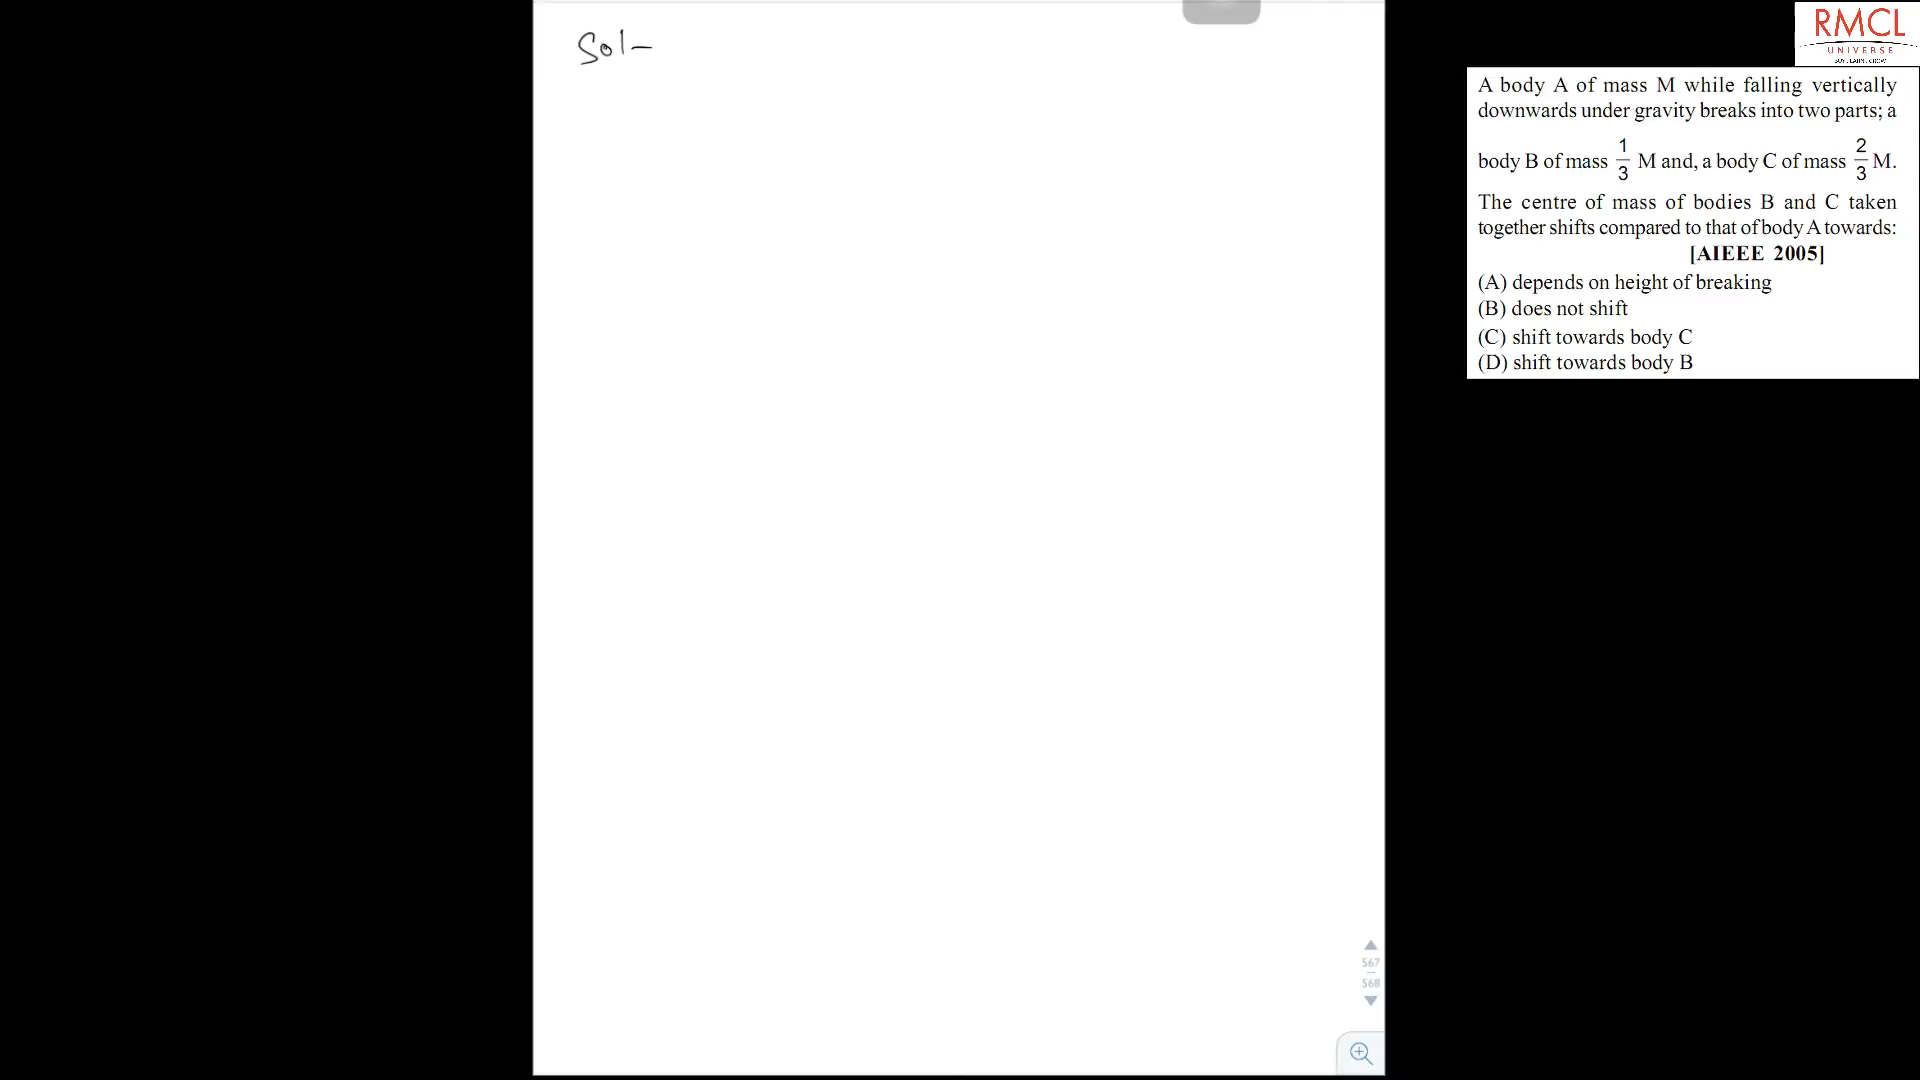 Sol-
RMCL
UNIVERSE
A body A of mass M while falling vertically
downwards under gravity breaks into two parts; a
body B of mass 1/3 M and, a body C of mass 2/3 M.
The centre of mass of bodies B and C taken
together shifts compared to that of body A towards:
[AIEEE 2005]
(A) depends on height of breaking
(B) does not shift
(C) shift towards body C
(D) shift towards body B
567
568